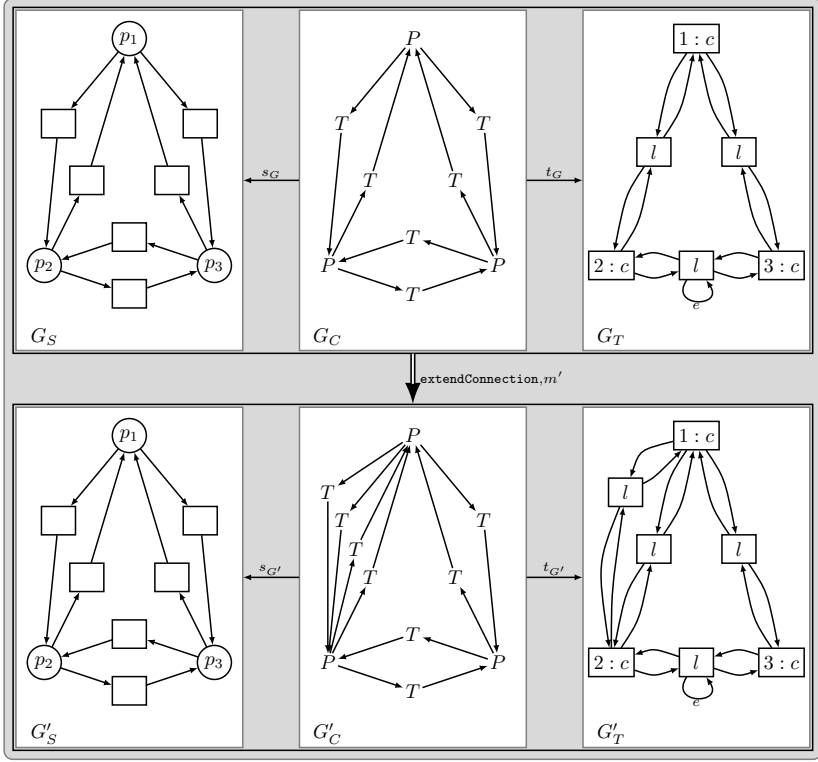 p₁
p₂ p₃
G_S
s_G
P
T T
T T
T
P P
T
G_C
t_G
1 : c
l l
2 : c l 3 : c
e
G_T
extendConnection,m′
p₁
p₂ p₃
G′_S
s_G′
P
T
T T
T
T T
T
P P
T
G′_C
t_G′
1 : c
l
l l
2 : c l 3 : c
e
G′_T